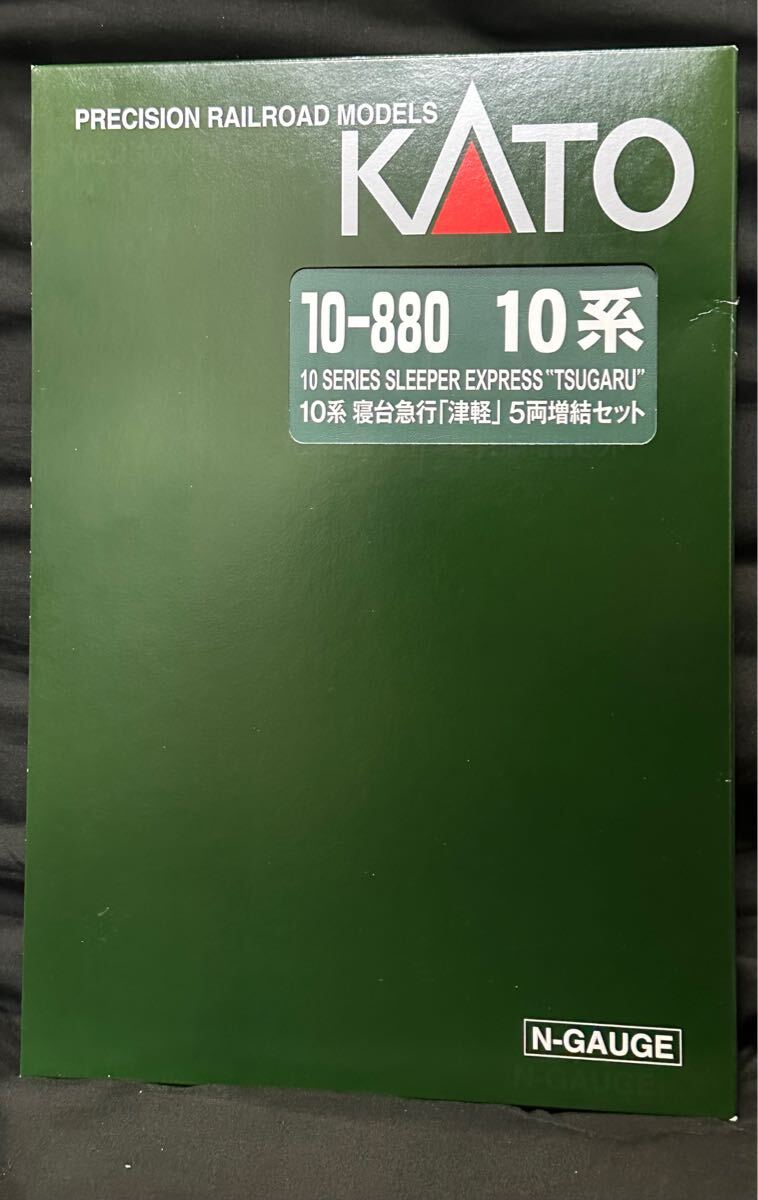 PRECISION RAILROAD MODELS
KATO
10-880 10系
10 SERIES SLEEPER EXPRESS "TSUGARU"
10系 寝台急行「津軽」 5両増結セット
N-GAUGE